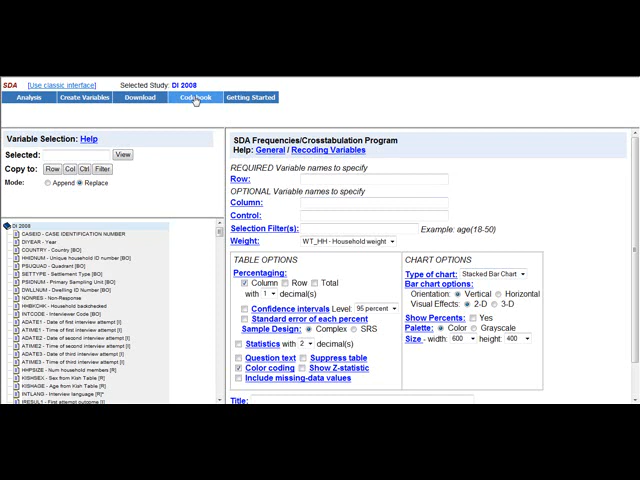 SDA [Use classic interface] Selected Study: DI 2008
Analysis Create Variables Download Codebook Getting Started
Variable Selection: Help
Selected: View
Copy to: Row Col Ctrl Filter
Mode: Append Replace
DI 2008
CASEID - CASE IDENTIFICATION NUMBER
DIYEAR - Year
COUNTRY - Country [BO]
HHIDNUM - Unique household ID number [BO]
PSUQUAD - Quadrant [BO]
SETTYPE - Settlement Type [BO]
PSIDNUM - Primary Sampling Unit [BO]
DWLLNUM - Dwelling ID Number [BO]
NONRES - Non-Response
HHBKCHK - Household backchecked
INTCODE - Interviewer Code [BO]
ADATE1 - Date of first interview attempt [I]
ATIME1 - Time of first interview attempt [I]
ADATE2 - Date of second interview attempt [I]
ATIME2 - Time of second interview attempt [I]
ADATE3 - Date of third interview attempt [I]
ATIME3 - Time of third interview attempt [I]
HHPSIZE - Num household members [R]
KISHSEX - Sex from Kish Table [R]
KISHAGE - Age from Kish Table [R]
INTLANG - Interview language [R]*
IRESUL1 - First attempt outcome [I]
SDA Frequencies/Crosstabulation Program
Help: General / Recoding Variables
REQUIRED Variable names to specify
Row:
OPTIONAL Variable names to specify
Column:
Control:
Selection Filter(s): Example: age(18-50)
Weight: WT_HH - Household weight
TABLE OPTIONS
Percentaging:
Column Row Total
with 1 decimal(s)
Confidence intervals Level: 95 percent
Standard error of each percent
Sample Design: Complex SRS
Statistics with 2 decimal(s)
Question text Suppress table
Color coding Show Z-statistic
Include missing-data values
CHART OPTIONS
Type of chart: Stacked Bar Chart
Bar chart options:
Orientation: Vertical Horizontal
Visual Effects: 2-D 3-D
Show Percents: Yes
Palette: Color Grayscale
Size - width: 600 height: 400
Title: